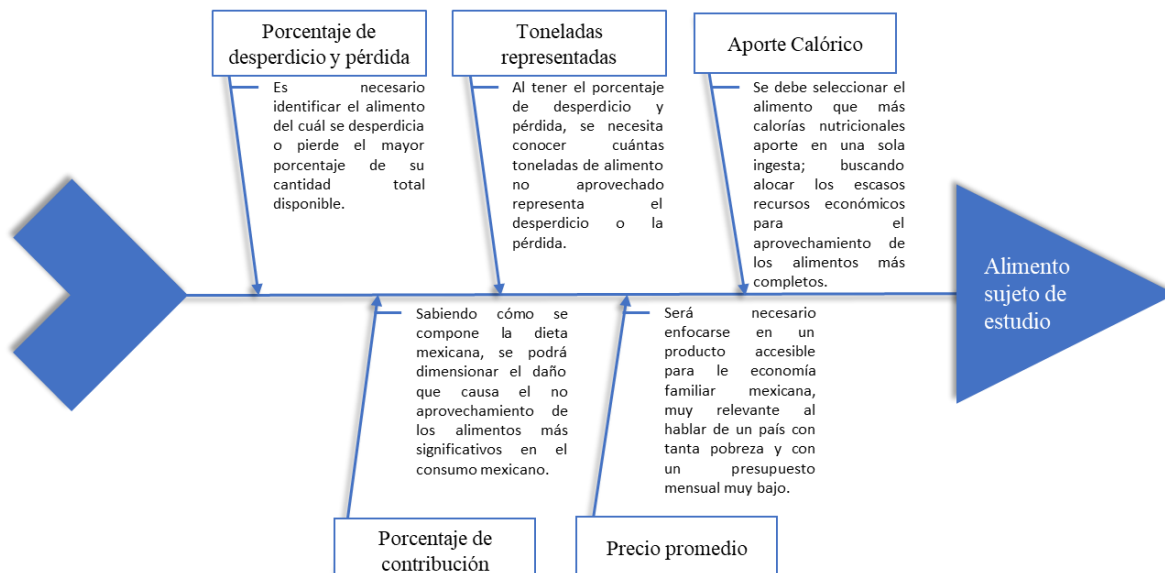 Porcentaje de
desperdicio y pérdida
Es necesario
identificar el alimento
del cuál se desperdicia
o pierde el mayor
porcentaje de su
cantidad total
disponible.
Toneladas
representadas
Al tener el porcentaje
de desperdicio y
pérdida, se necesita
conocer cuántas
toneladas de alimento
no aprovechado
representa el
desperdicio o la
pérdida.
Aporte Calórico
Se debe seleccionar el
alimento que más
calorías nutricionales
aporte en una sola
ingesta; buscando
alocar los escasos
recursos económicos
para el
aprovechamiento de
los alimentos más
completos.
Alimento
sujeto de
estudio
Sabiendo cómo se
compone la dieta
mexicana, se podrá
dimensionar el daño
que causa el no
aprovechamiento de
los alimentos más
significativos en el
consumo mexicano.
Porcentaje de
contribución
Será necesario
enfocarse en un
producto accesible
para le economía
familiar mexicana,
muy relevante al
hablar de un país con
tanta pobreza y con
un presupuesto
mensual muy bajo.
Precio promedio